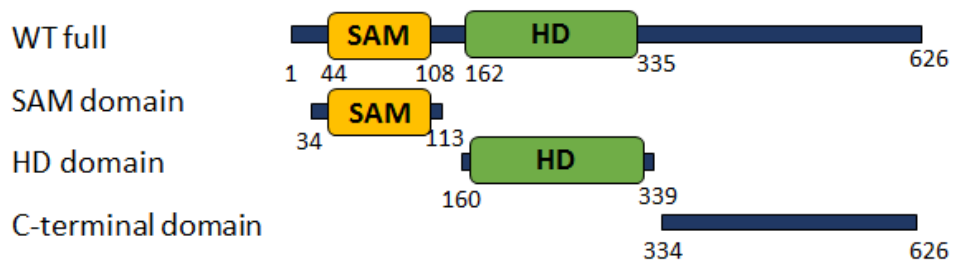 WT full SAM HD
1 44 108 162 335 626
SAM domain SAM
34 113
HD domain HD
160 339
C-terminal domain
334 626